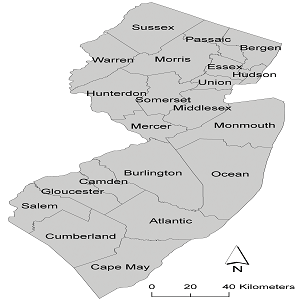 Sussex
Passaic
Bergen
Warren
Morris
Essex
Hudson
Union
Hunterdon
Somerset
Middlesex
Mercer
Monmouth
Burlington
Ocean
Camden
Gloucester
Salem
Atlantic
Cumberland
Cape May
N
0 20 40 Kilometers